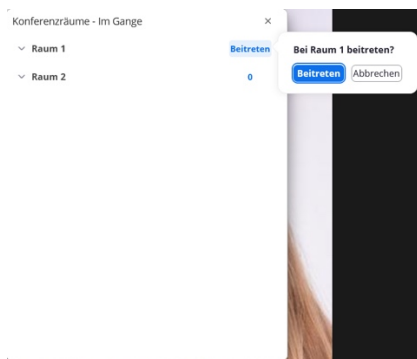 Konferenzräume - Im Gange
Raum 1 Beitreten
Raum 2 0
Bei Raum 1 beitreten?
Beitreten Abbrechen